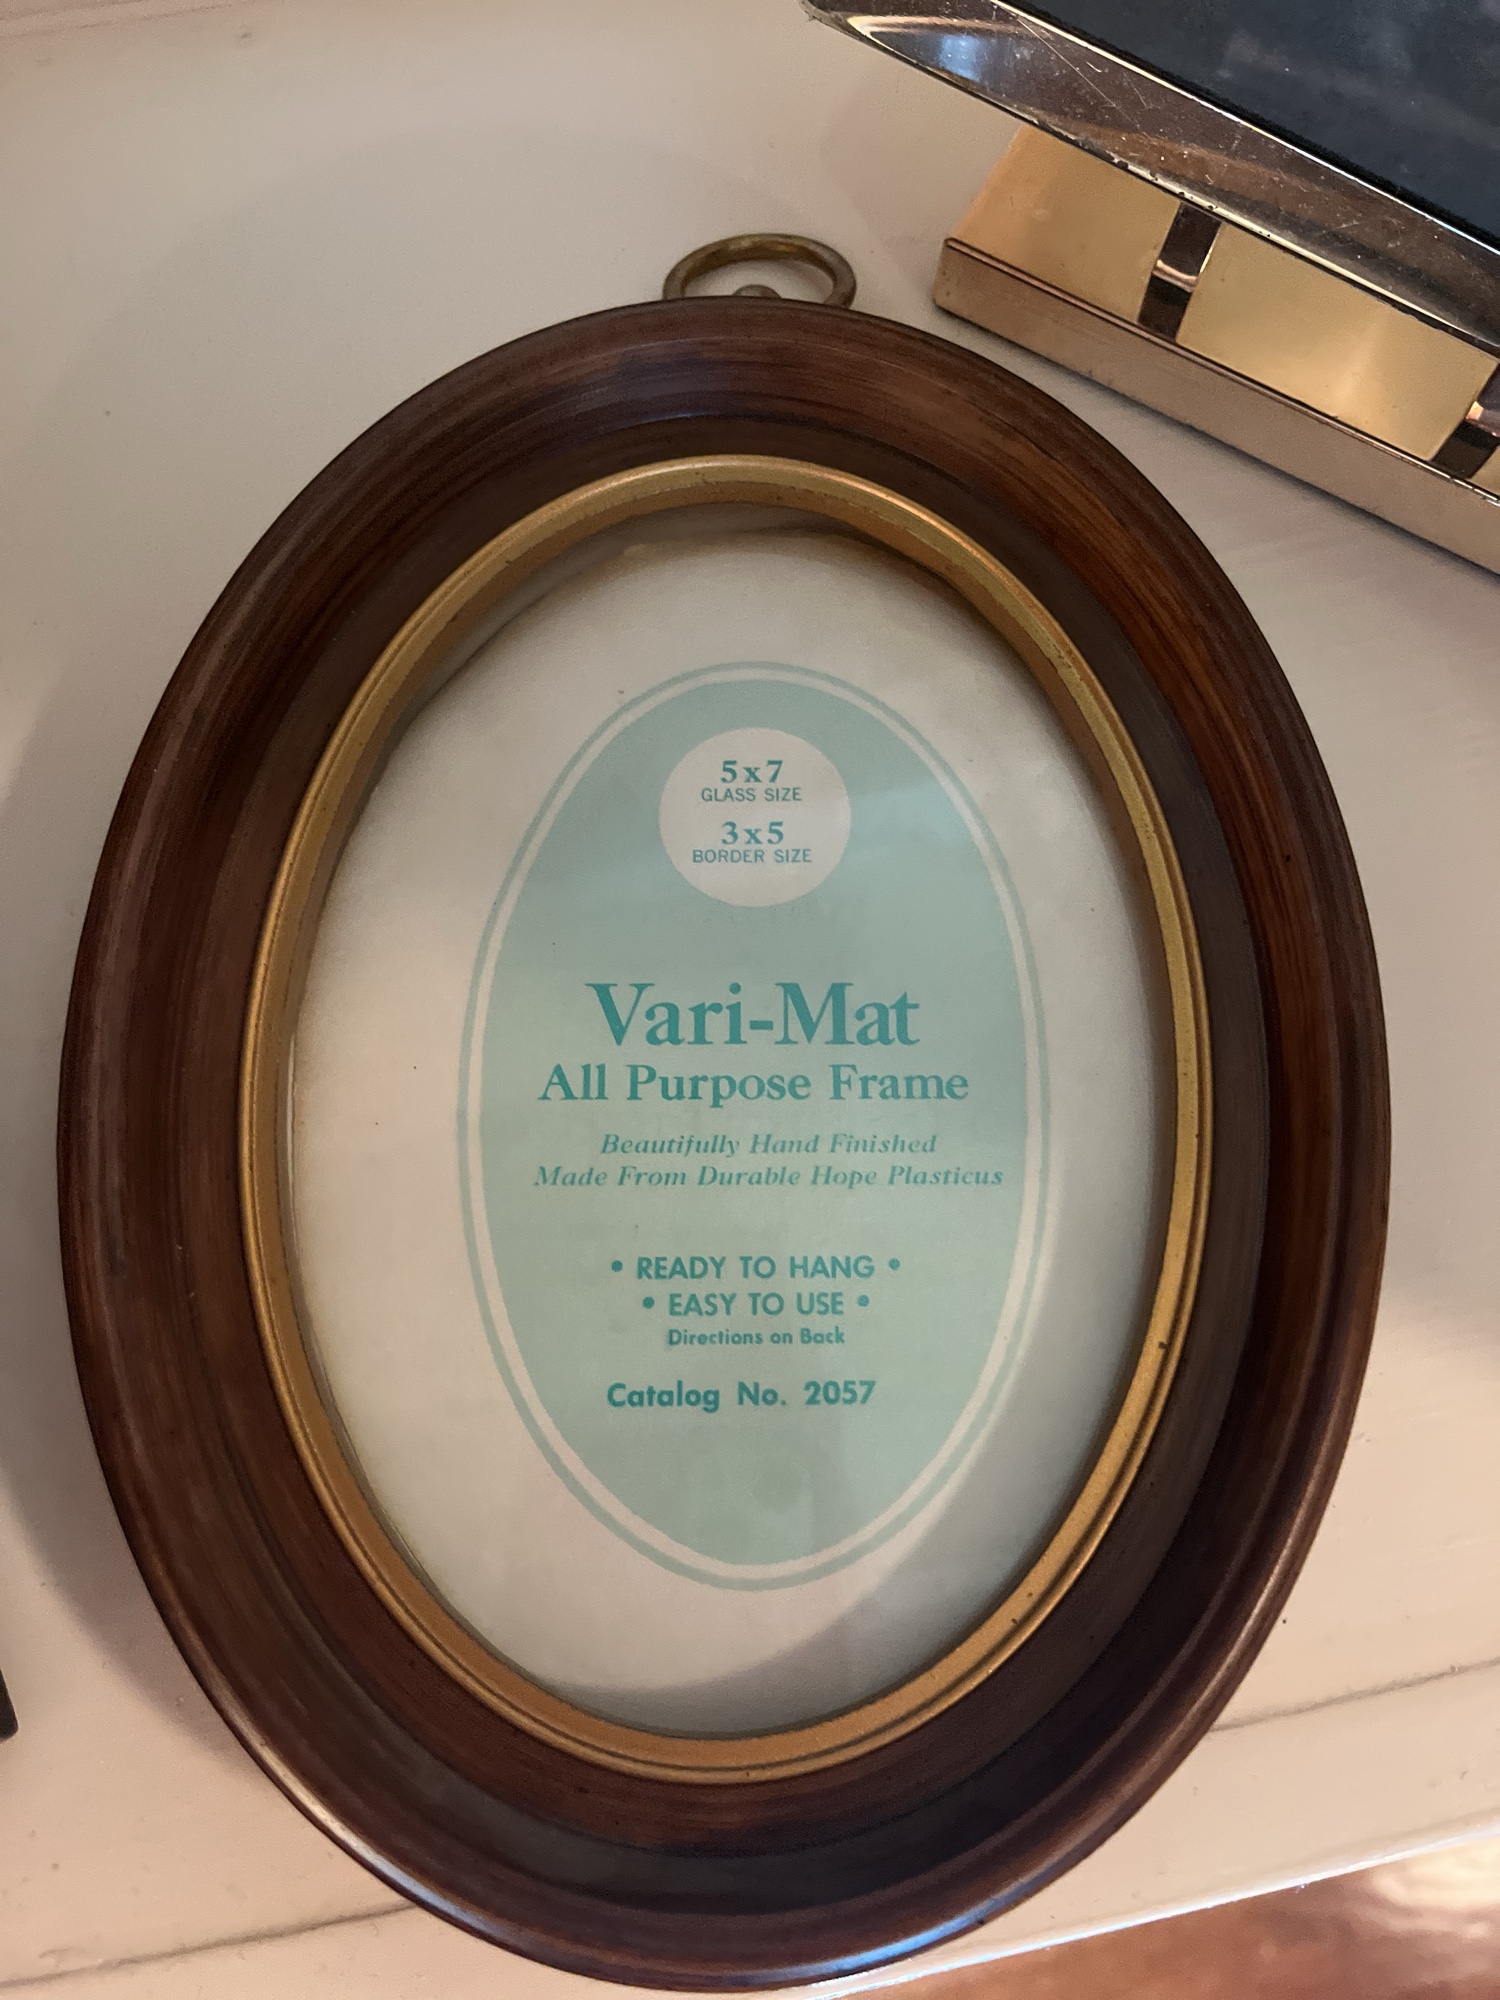 5x7
GLASS SIZE
3x5
BORDER SIZE
Vari-Mat
All Purpose Frame
Beautifully Hand Finished
Made From Durable Hope Plasticus
• READY TO HANG •
• EASY TO USE •
Directions on Back
Catalog No. 2057